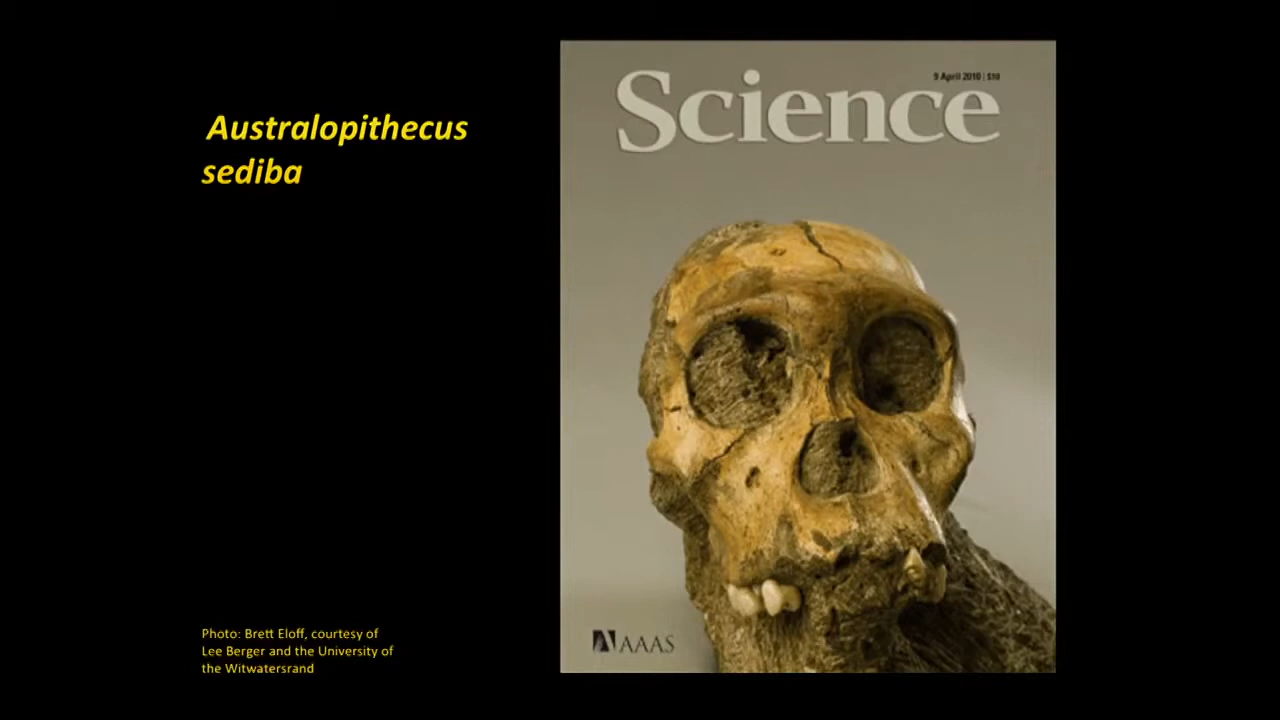 Australopithecus
sediba
9 April 2010 | $10
Science
Photo: Brett Eloff, courtesy of
Lee Berger and the University of
the Witwatersrand
AAAS